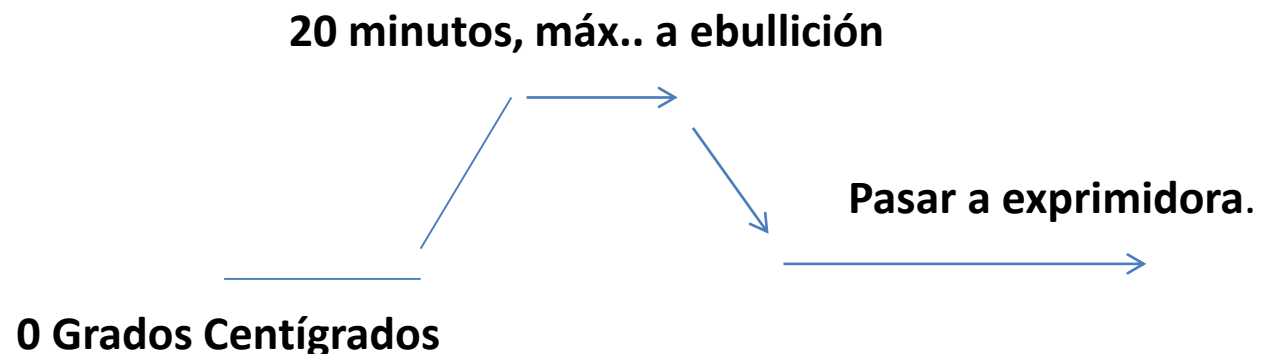 20 minutos, máx.. a ebullición
Pasar a exprimidora.
0 Grados Centígrados